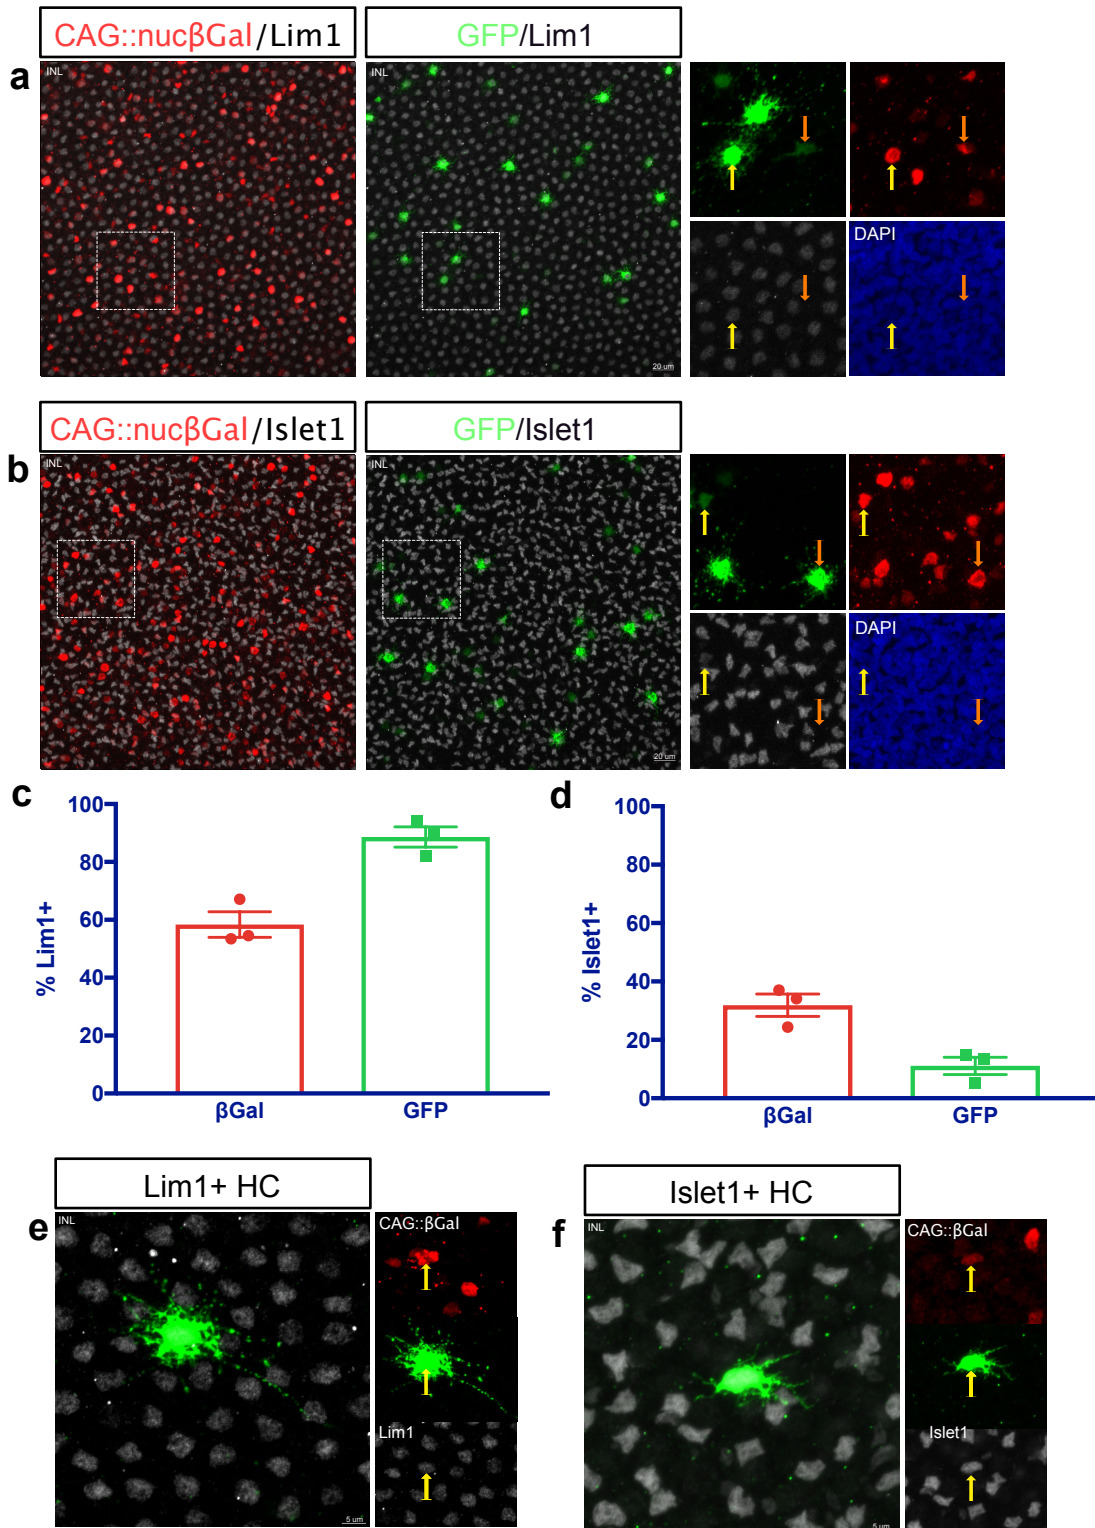 CAG::nucβGal/Lim1
GFP/Lim1
a
INL
INL
20 um
DAPI
CAG::nucβGal/Islet1
GFP/Islet1
b
INL
INL
20 um
DAPI
c
% Lim1+
100
80
60
40
20
0
βGal
GFP
d
% Islet1+
100
80
60
40
20
0
βGal
GFP
Lim1+ HC
e
INL
5 um
CAG::βGal
Lim1
Islet1+ HC
f
INL
5 um
CAG::βGal
Islet1